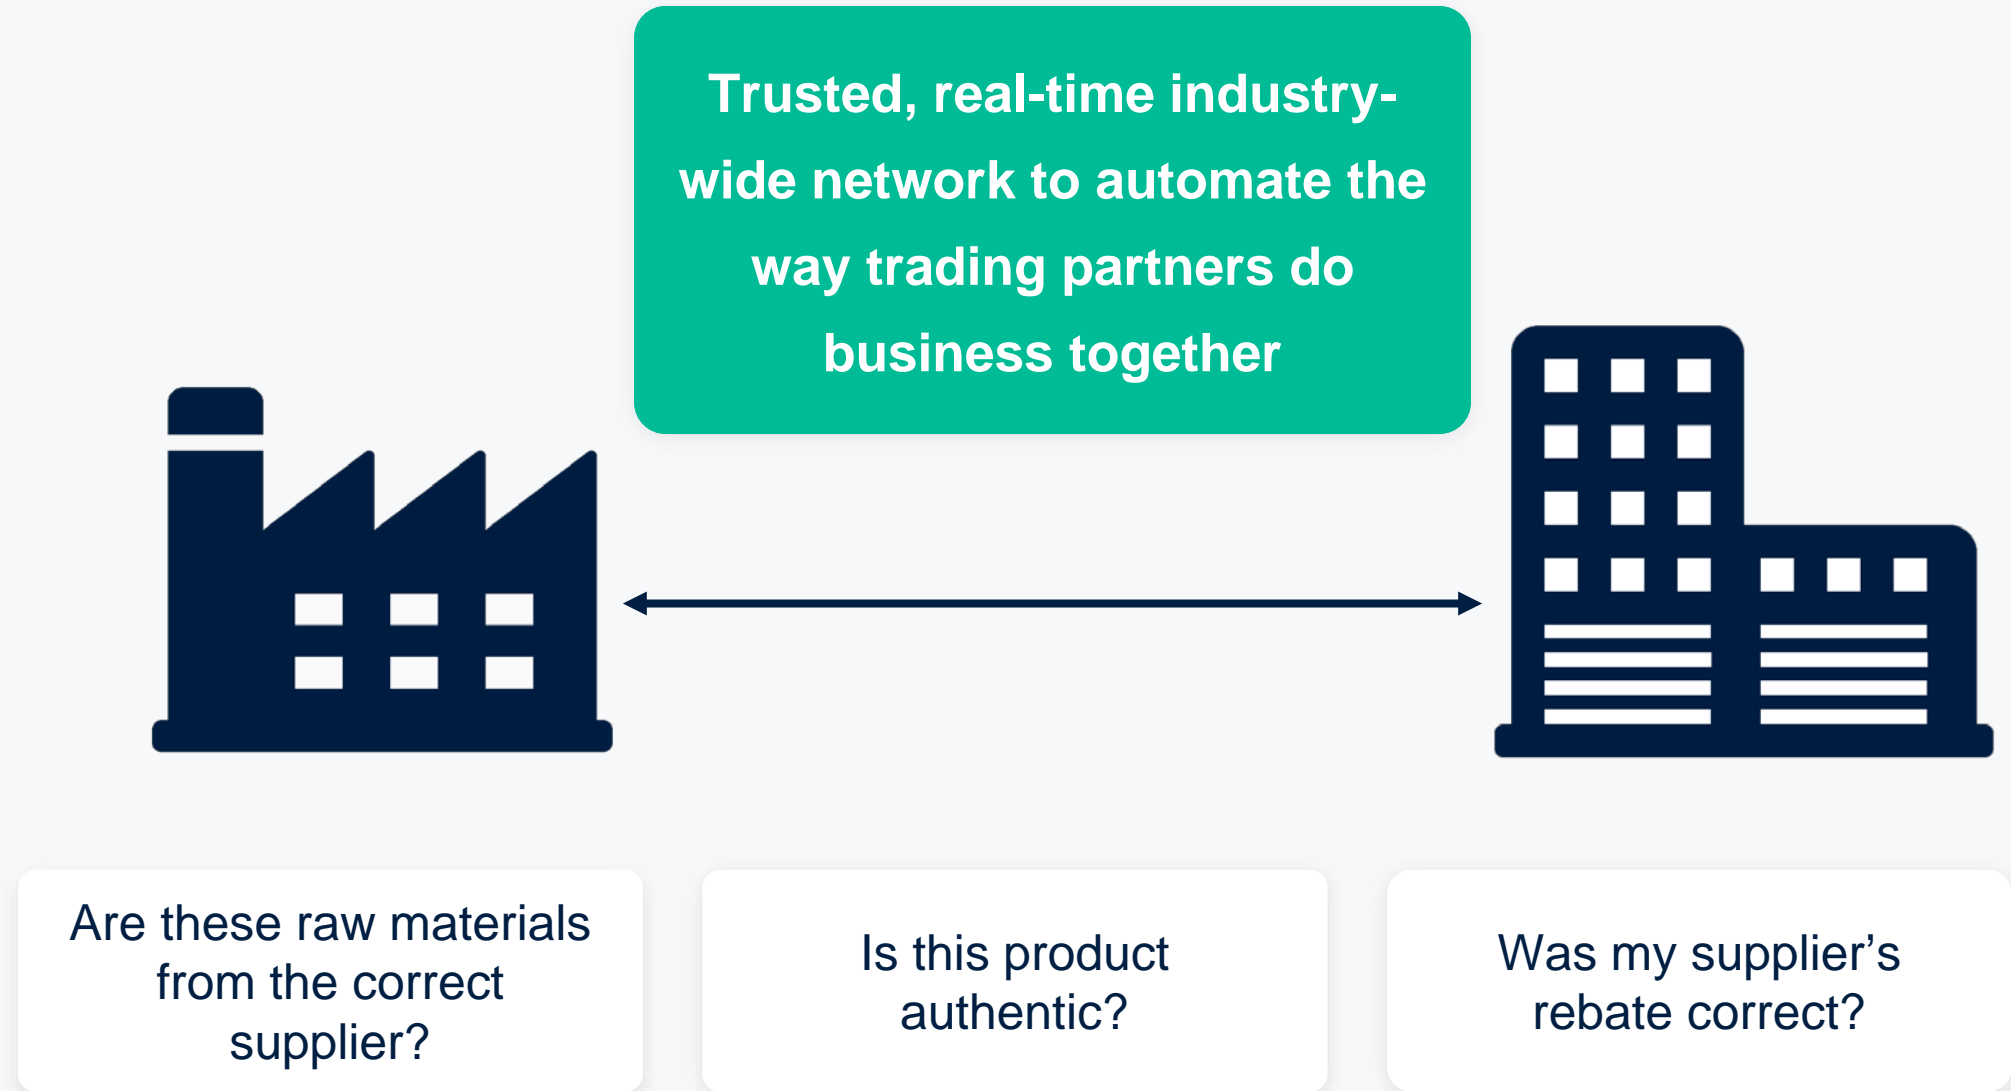 Trusted, real-time industry-
wide network to automate the
way trading partners do
business together
Are these raw materials
from the correct
supplier?
Is this product
authentic?
Was my supplier’s
rebate correct?